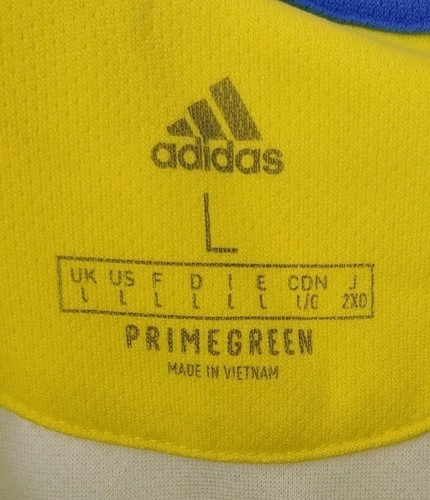 adidas
L
UK US F D I E CDN J
L L L L L L L/G 2XO
PRIMEGREEN
MADE IN VIETNAM